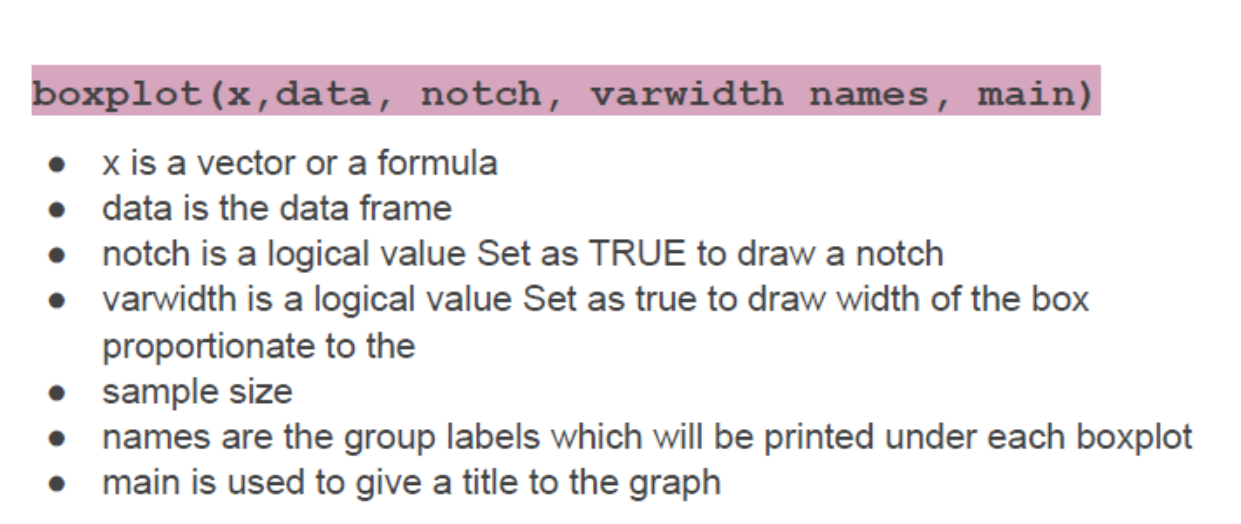 boxplot(x,data, notch, varwidth names, main)
● x is a vector or a formula
● data is the data frame
● notch is a logical value Set as TRUE to draw a notch
● varwidth is a logical value Set as true to draw width of the box
proportionate to the
● sample size
● names are the group labels which will be printed under each boxplot
● main is used to give a title to the graph